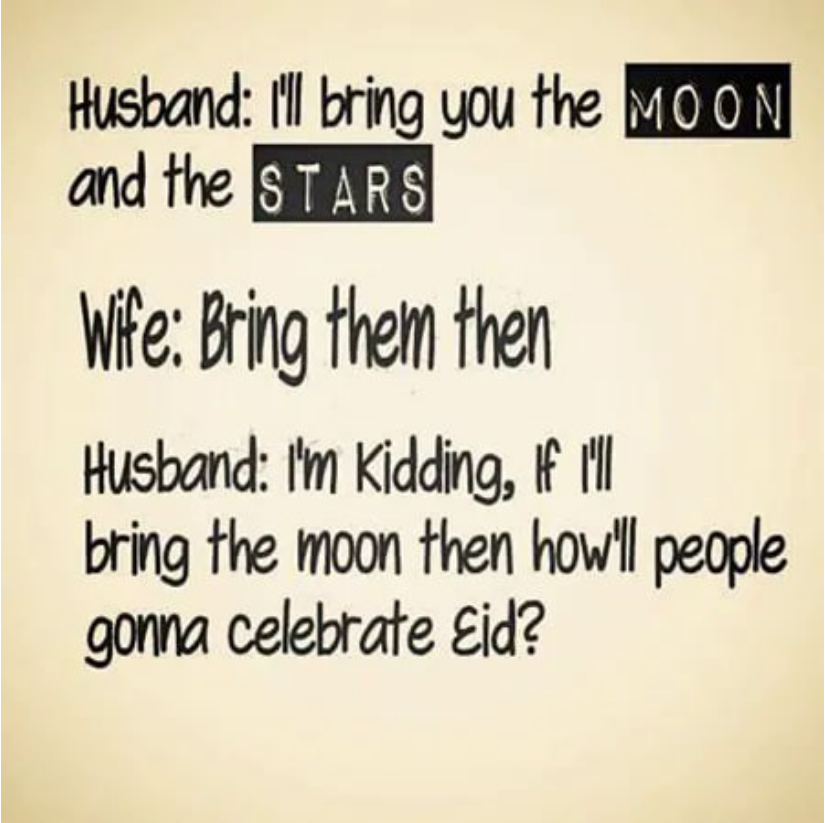 Husband: I'll bring you the MOON
and the STARS
Wife: Bring them then
Husband: I'm Kidding, If I'll
bring the moon then how'll people
gonna celebrate Eid?